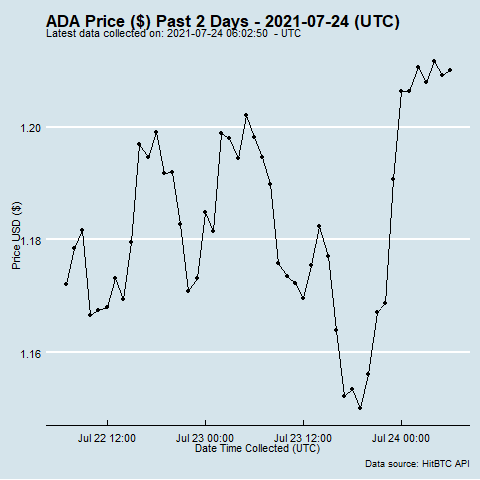 ADA Price ($) Past 2 Days - 2021-07-24 (UTC)
Latest data collected on: 2021-07-24 06:02:50 - UTC
1.20
1.18
1.16
Price USD ($)
Jul 22 12:00 Jul 23 00:00 Jul 23 12:00 Jul 24 00:00
Date Time Collected (UTC)
Data source: HitBTC API